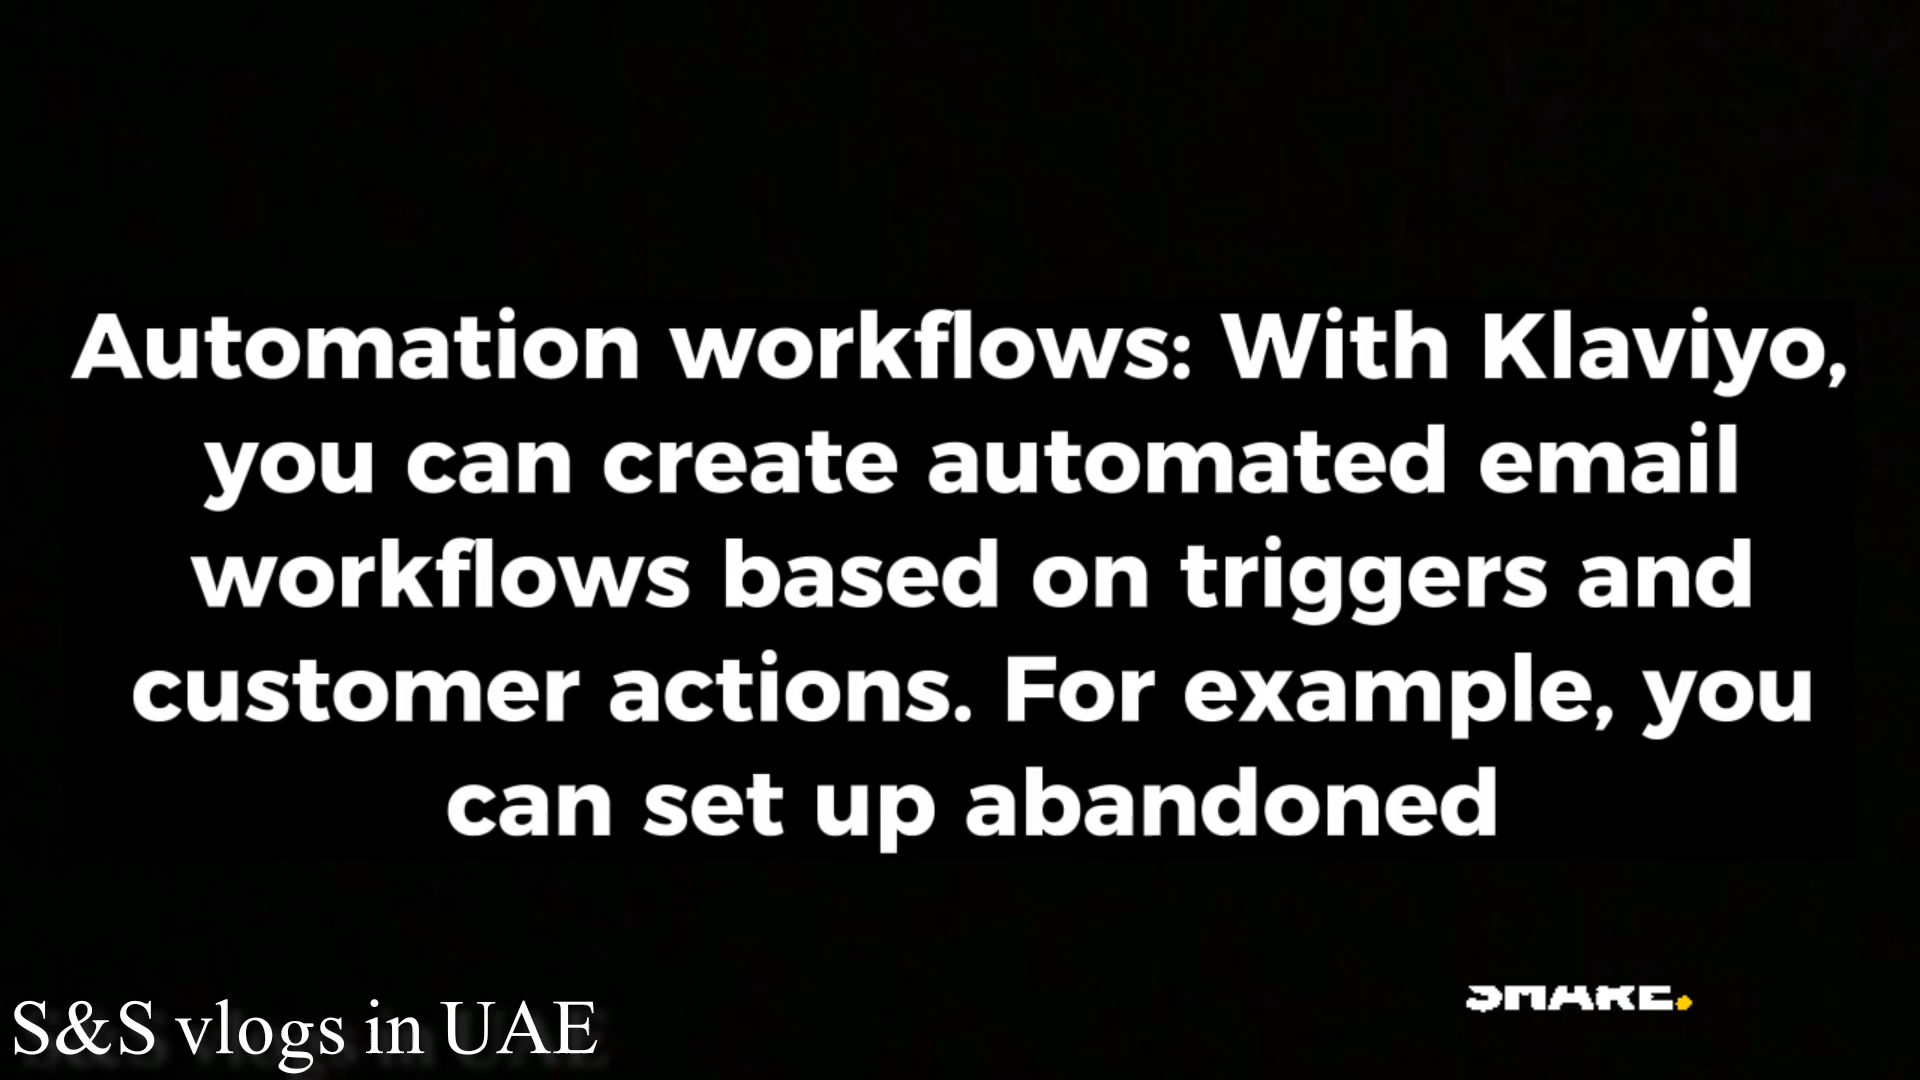 Automation workflows: With Klaviyo,
you can create automated email
workflows based on triggers and
customer actions. For example, you
can set up abandoned
SNAKE.
S&S vlogs in UAE